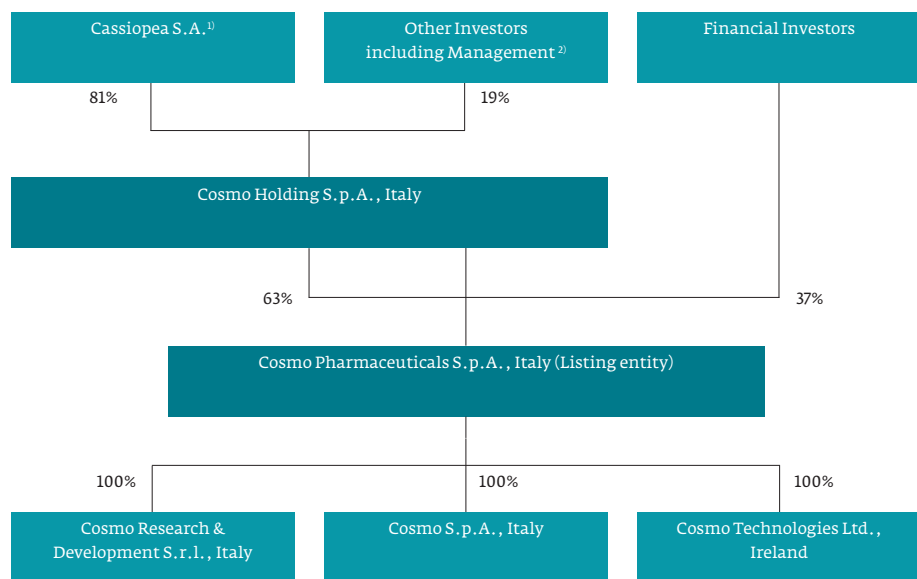 Cassiopea S.A.¹⁾
Other Investors
including Management ²⁾
Financial Investors
81%
19%
Cosmo Holding S.p.A., Italy
63%
37%
Cosmo Pharmaceuticals S.p.A., Italy (Listing entity)
100%
100%
100%
Cosmo Research &
Development S.r.l., Italy
Cosmo S.p.A., Italy
Cosmo Technologies Ltd.,
Ireland